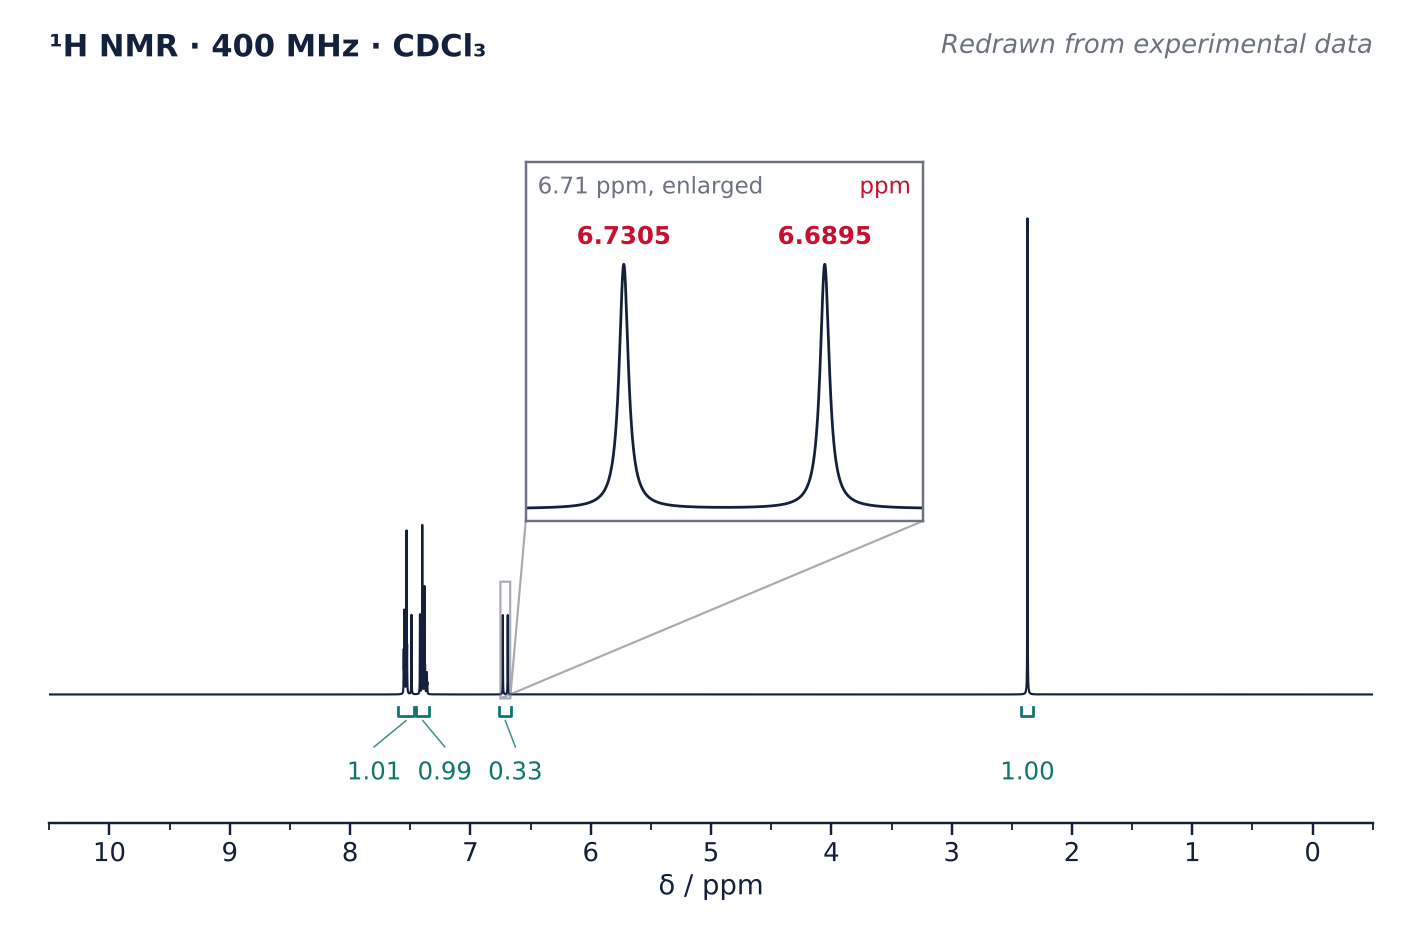 ¹H NMR · 400 MHz · CDCl₃
Redrawn from experimental data
6.71 ppm, enlarged
ppm
6.7305
6.6895
1.01
0.99
0.33
1.00
10 9 8 7 6 5 4 3 2 1 0
δ / ppm